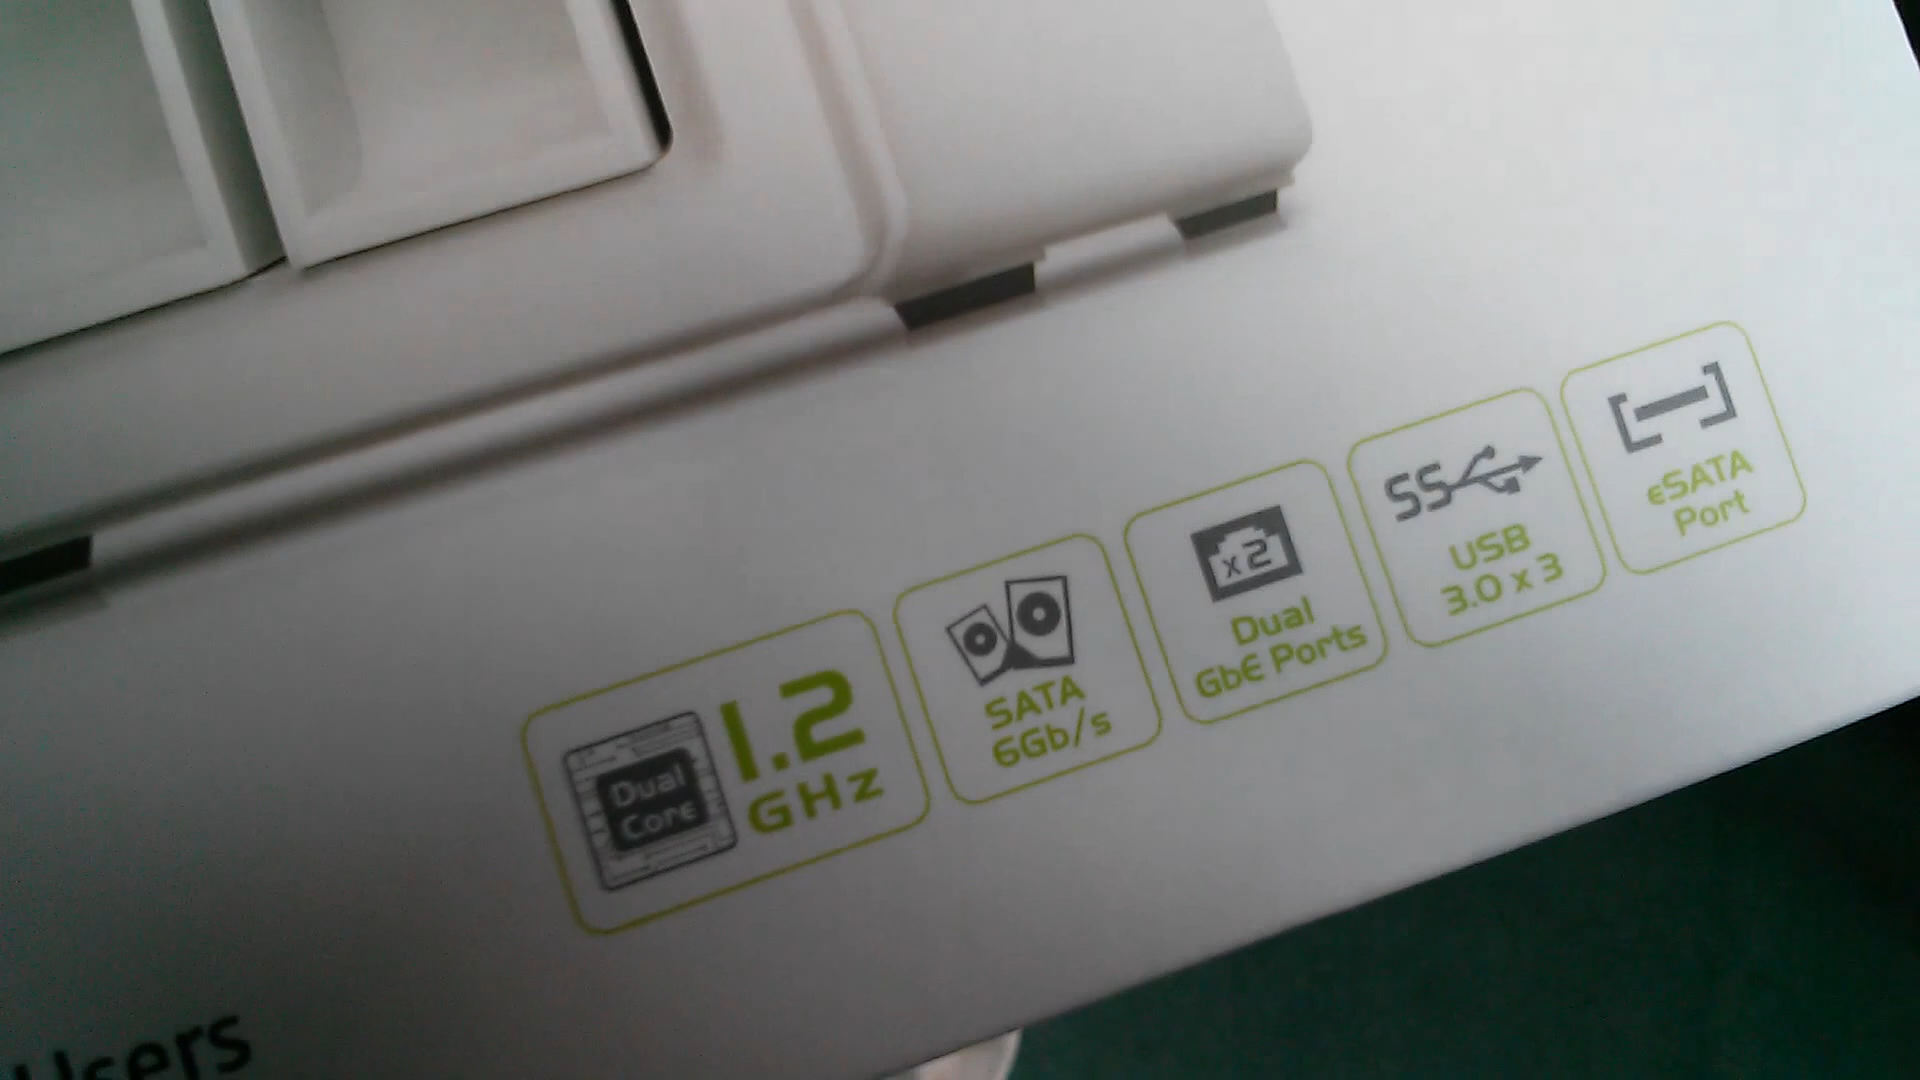 Dual
Core
1.2
GHz
SATA
6Gb/s
x2
Dual
GbE Ports
SS
USB
3.0 x 3
eSATA
Port
Users